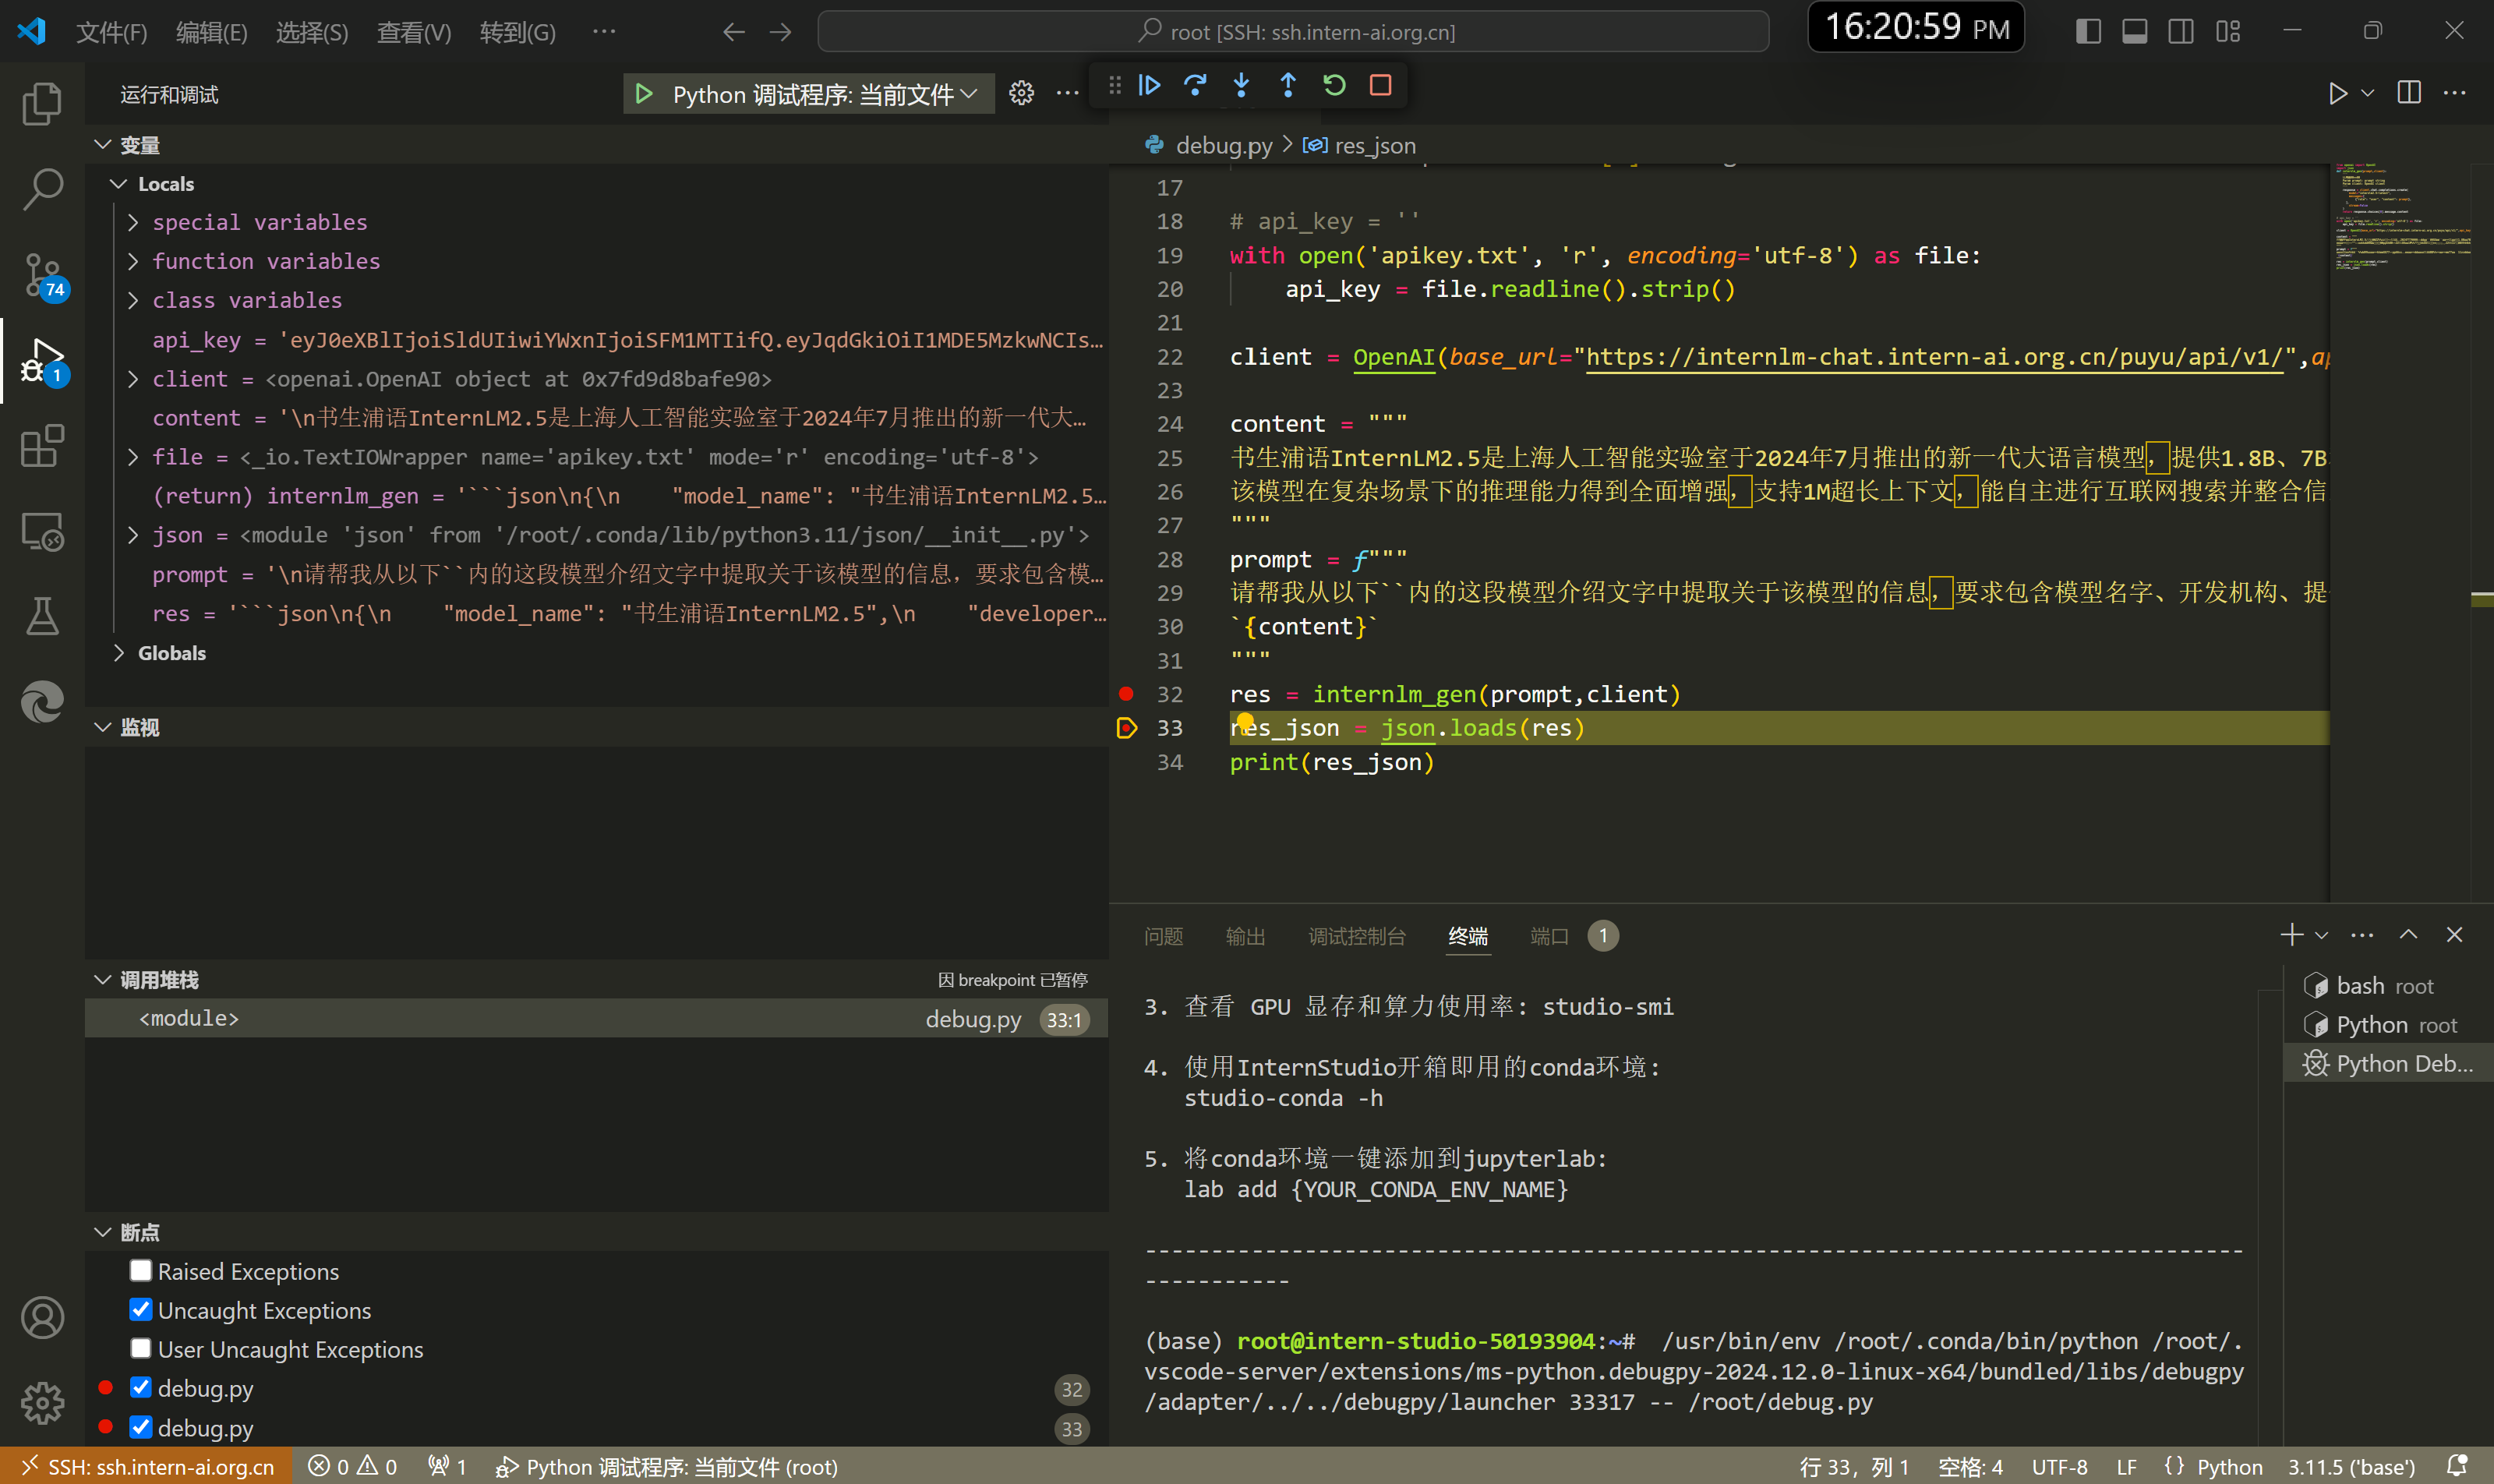 文件(F) 编辑(E) 选择(S) 查看(V) 转到(G) ··· root [SSH: ssh.intern-ai.org.cn] 16:20:59 PM
运行和调试 Python 调试程序: 当前文件
变量
Locals
special variables
function variables
class variables
api_key = 'eyJ0eXBlIjoiSldUIiwiYWxnIjoiSFM1MTIifQ.eyJqdGkiOiI1MDE5MzkwNCIs…
client = <openai.OpenAI object at 0x7fd9d8bafe90>
content = '\n书生浦语InternLM2.5是上海人工智能实验室于2024年7月推出的新一代大…
file = <_io.TextIOWrapper name='apikey.txt' mode='r' encoding='utf-8'>
(return) internlm_gen = '```json\n{\n    "model_name": "书生浦语InternLM2.5…
json = <module 'json' from '/root/.conda/lib/python3.11/json/__init__.py'>
prompt = '\n请帮我从以下``内的这段模型介绍文字中提取关于该模型的信息，要求包含模…
res = '```json\n{\n    "model_name": "书生浦语InternLM2.5",\n    "developer…
Globals
监视
调用堆栈 因 breakpoint 已暂停
<module> debug.py 33:1
断点
Raised Exceptions
Uncaught Exceptions
User Uncaught Exceptions
debug.py 32
debug.py 33
74
1
debug.py > res_json
17
18 # api_key = ''
19 with open('apikey.txt', 'r', encoding='utf-8') as file:
20     api_key = file.readline().strip()
21
22 client = OpenAI(base_url="https://internlm-chat.intern-ai.org.cn/puyu/api/v1/",ap
23
24 content = """
25 书生浦语InternLM2.5是上海人工智能实验室于2024年7月推出的新一代大语言模型，提供1.8B、7B
26 该模型在复杂场景下的推理能力得到全面增强，支持1M超长上下文，能自主进行互联网搜索并整合信
27 """
28 prompt = f"""
29 请帮我从以下``内的这段模型介绍文字中提取关于该模型的信息，要求包含模型名字、开发机构、提
30 `{content}`
31 """
32 res = internlm_gen(prompt,client)
33 res_json = json.loads(res)
34 print(res_json)
问题 输出 调试控制台 终端 端口 1
3. 查看 GPU 显存和算力使用率: studio-smi
4. 使用InternStudio开箱即用的conda环境:
studio-conda -h
5. 将conda环境一键添加到jupyterlab:
lab add {YOUR_CONDA_ENV_NAME}
-----------------------------------------------------------------------------------
-----------
(base) root@intern-studio-50193904:~#  /usr/bin/env /root/.conda/bin/python /root/.
vscode-server/extensions/ms-python.debugpy-2024.12.0-linux-x64/bundled/libs/debugpy
/adapter/../../debugpy/launcher 33317 -- /root/debug.py
bash root
Python root
Python Deb…
SSH: ssh.intern-ai.org.cn 0 0 1 Python 调试程序: 当前文件 (root) 行 33，列 1 空格: 4 UTF-8 LF {} Python 3.11.5 ('base')